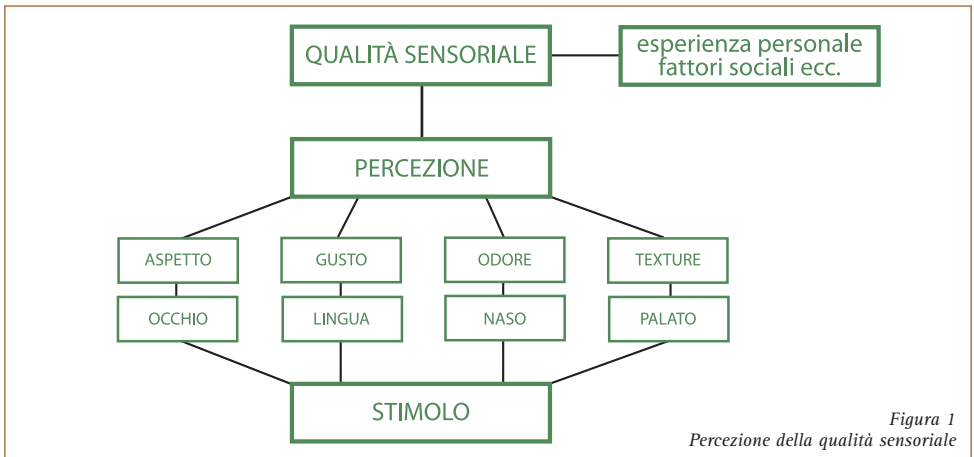 QUALITÀ SENSORIALE
esperienza personale
fattori sociali ecc.
PERCEZIONE
ASPETTO
GUSTO
ODORE
TEXTURE
OCCHIO
LINGUA
NASO
PALATO
STIMOLO
Figura 1
Percezione della qualità sensoriale